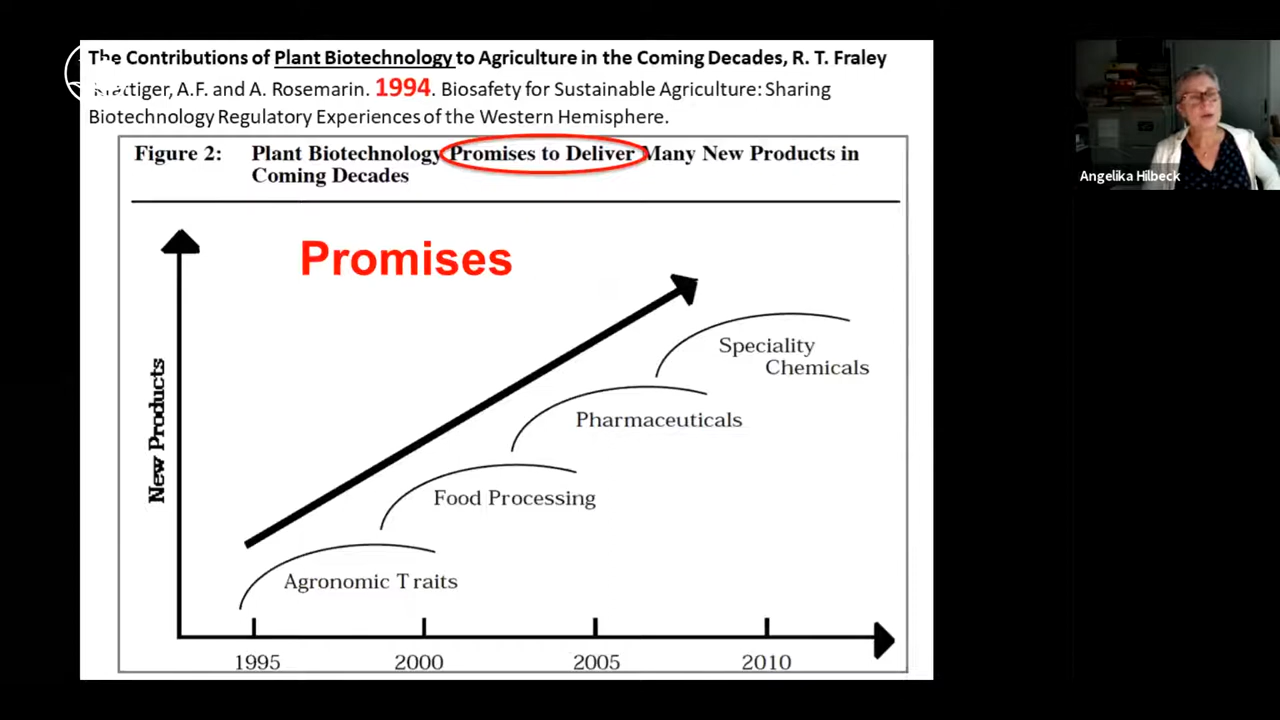 The Contributions of Plant Biotechnology to Agriculture in the Coming Decades, R. T. Fraley
A.F. and A. Rosemarin. 1994. Biosafety for Sustainable Agriculture: Sharing
Biotechnology Regulatory Experiences of the Western Hemisphere.
Figure 2: Plant Biotechnology Promises to Deliver Many New Products in
Coming Decades
Promises
New Products
Speciality
Chemicals
Pharmaceuticals
Food Processing
Agronomic Traits
1995 2000 2005 2010
Angelika Hilbeck